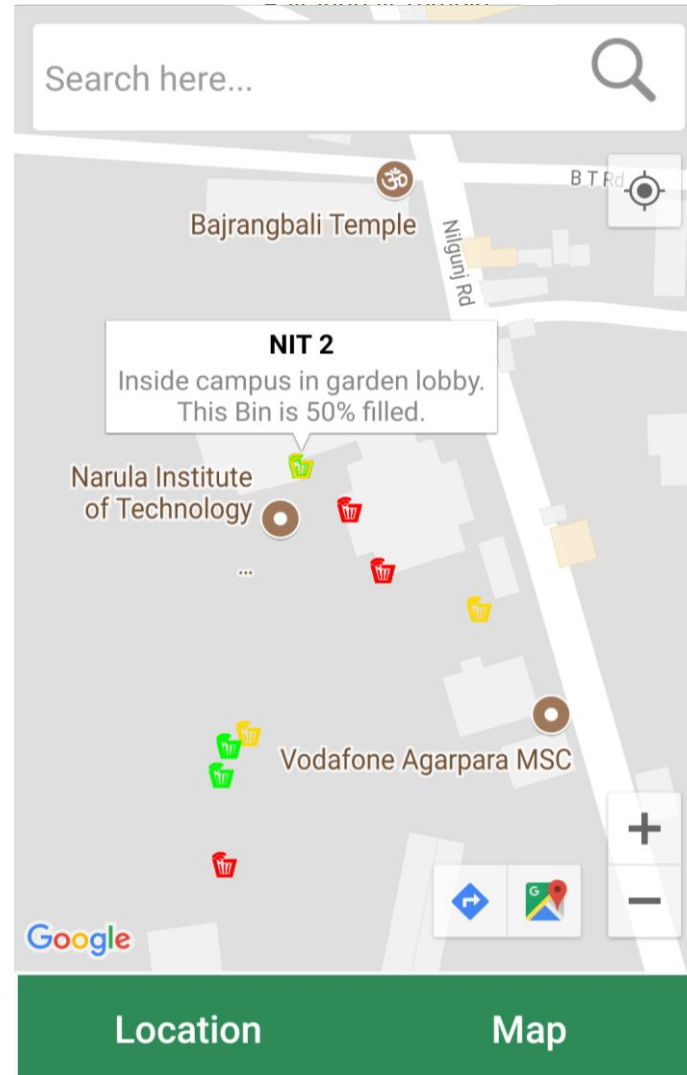 Search here...
Bajrangbali Temple
B T Rd
Nilgunj Rd
NIT 2
Inside campus in garden lobby.
This Bin is 50% filled.
Narula Institute
of Technology
...
Vodafone Agarpara MSC
+
−
G
Google
Location
Map